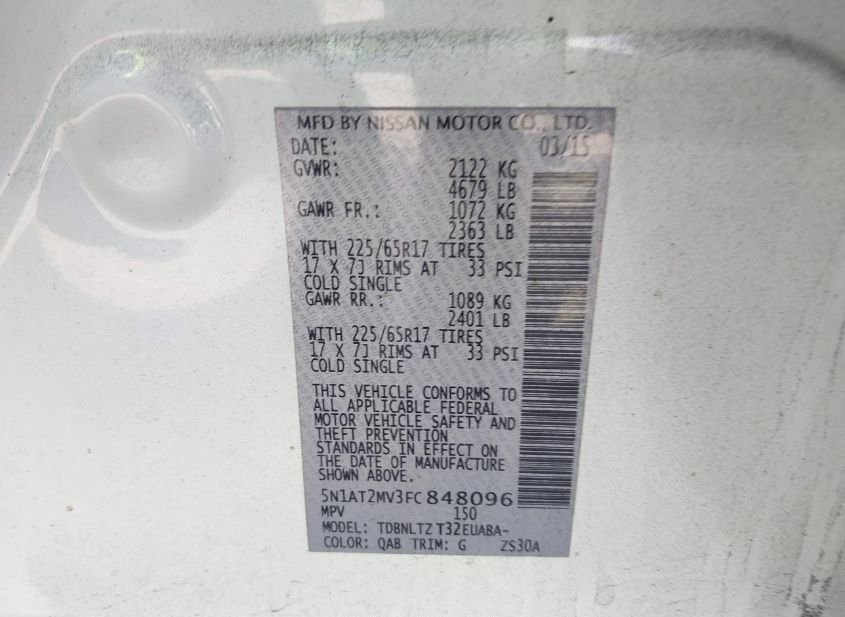 MFD BY NISSAN MOTOR CO., LTD.
DATE: 03/15
GVWR: 2122 KG
4679 LB
GAWR FR.: 1072 KG
2363 LB
WITH 225/65R17 TIRES
17 X 7J RIMS AT 33 PSI
COLD SINGLE
GAWR RR.: 1089 KG
2401 LB
WITH 225/65R17 TIRES
17 X 7J RIMS AT 33 PSI
COLD SINGLE
THIS VEHICLE CONFORMS TO
ALL APPLICABLE FEDERAL
MOTOR VEHICLE SAFETY AND
THEFT PREVENTION
STANDARDS IN EFFECT ON
THE DATE OF MANUFACTURE
SHOWN ABOVE.
5N1AT2MV3FC848096
MPV 150
MODEL: TDBNLTZ T32EUABA-
COLOR: QAB TRIM: G ZS30A